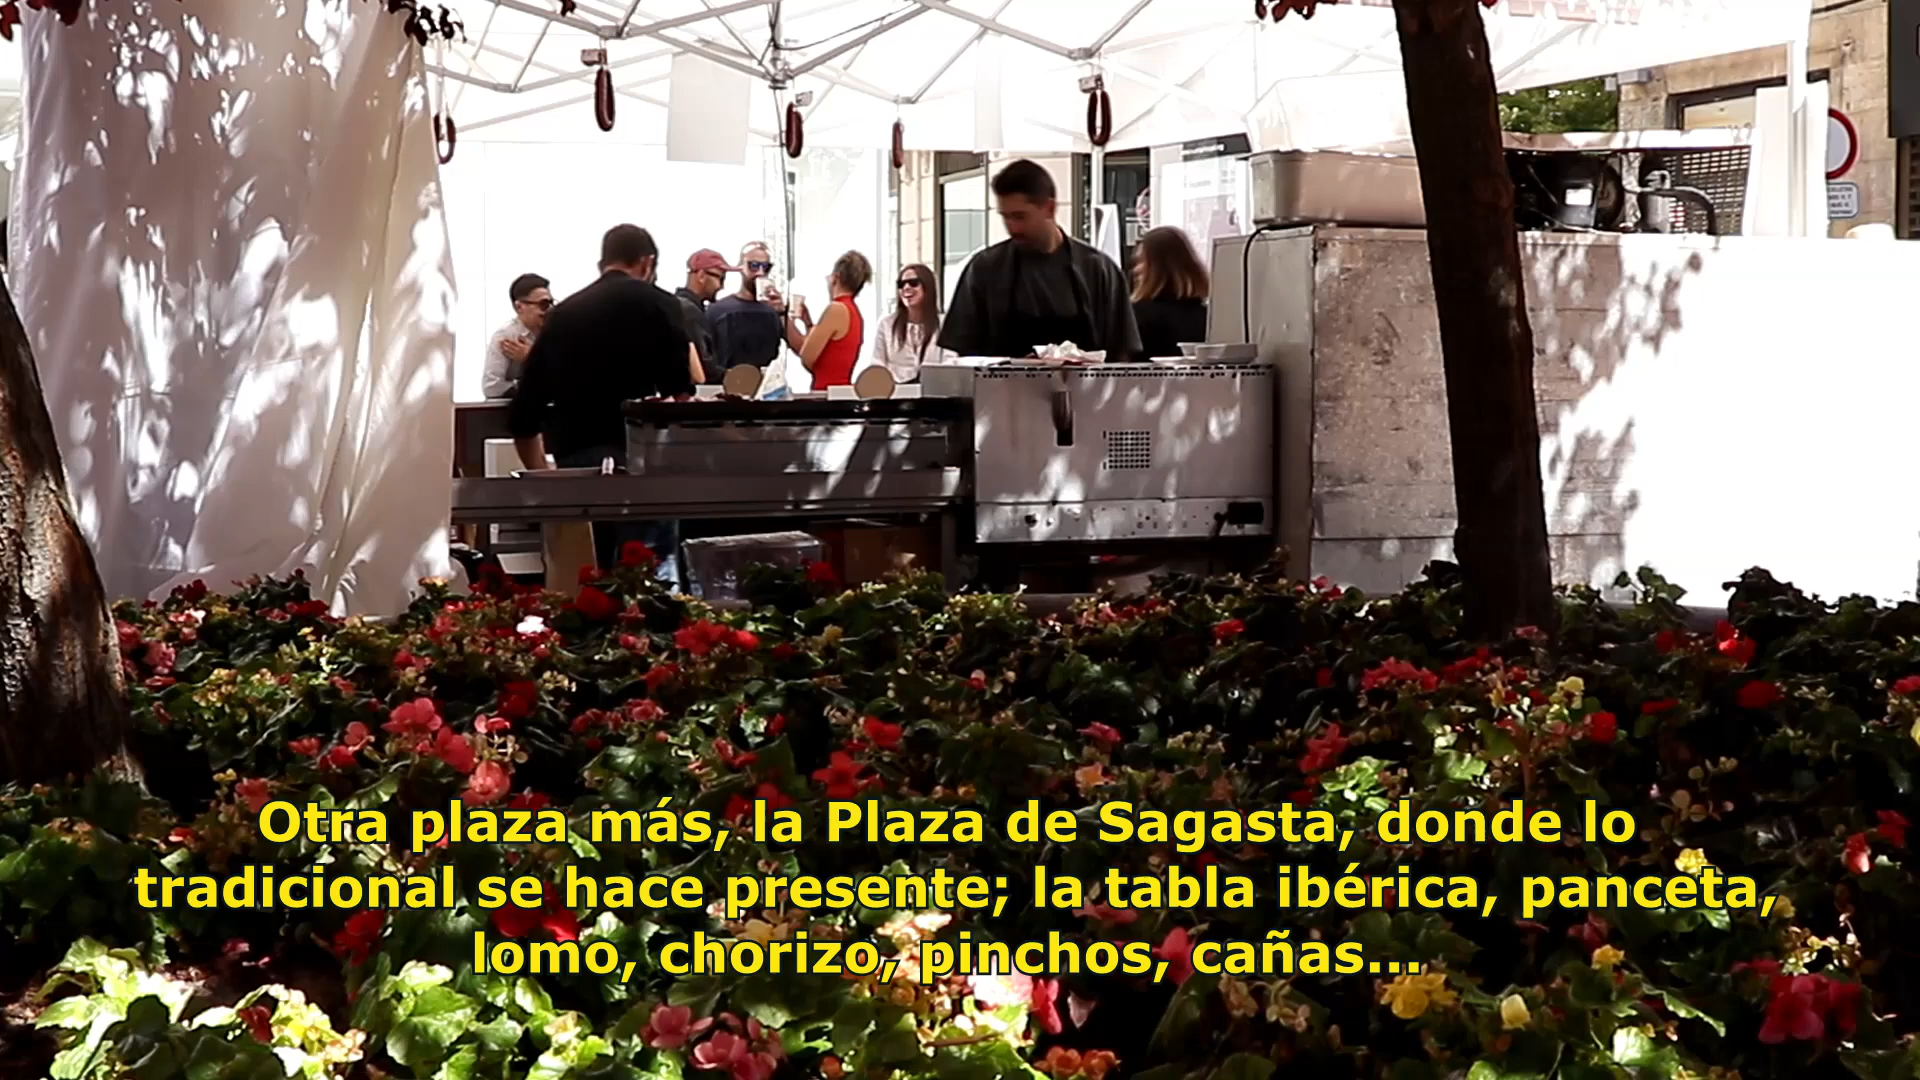 Otra plaza más, la Plaza de Sagasta, donde lo
tradicional se hace presente; la tabla ibérica, panceta,
lomo, chorizo, pinchos, cañas...